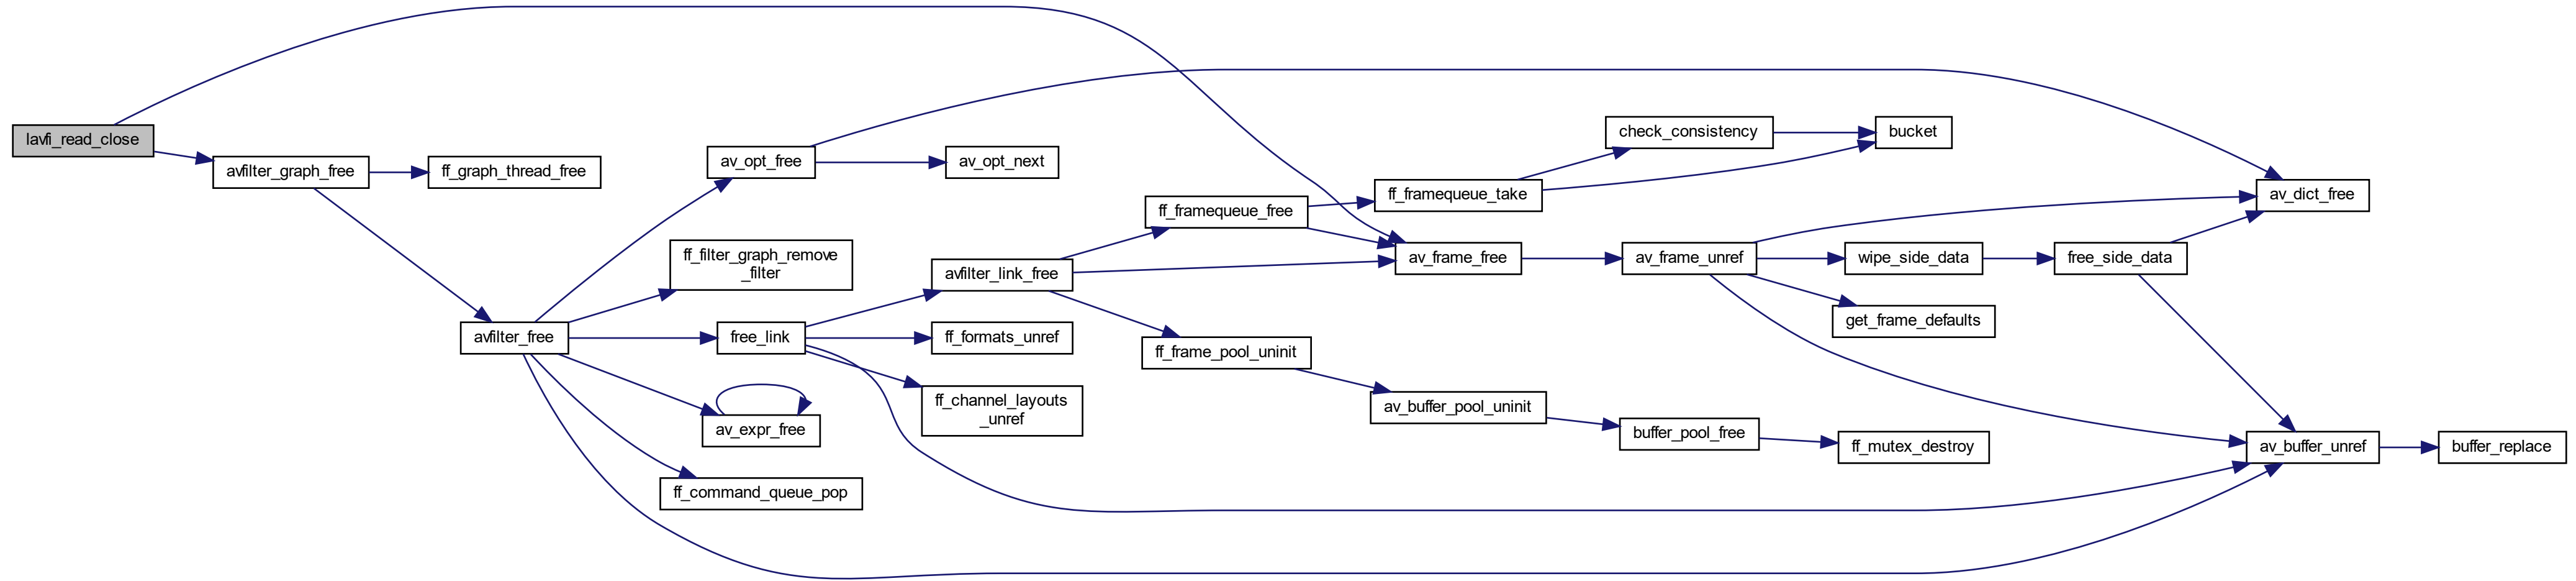 lavfi_read_close
avfilter_graph_free
ff_graph_thread_free
avfilter_free
av_opt_free
av_opt_next
ff_filter_graph_remove
_filter
free_link
av_expr_free
ff_command_queue_pop
avfilter_link_free
ff_formats_unref
ff_channel_layouts
_unref
ff_framequeue_free
ff_frame_pool_uninit
ff_framequeue_take
av_frame_free
av_buffer_pool_uninit
check_consistency
bucket
av_frame_unref
buffer_pool_free
wipe_side_data
get_frame_defaults
ff_mutex_destroy
free_side_data
av_dict_free
av_buffer_unref
buffer_replace